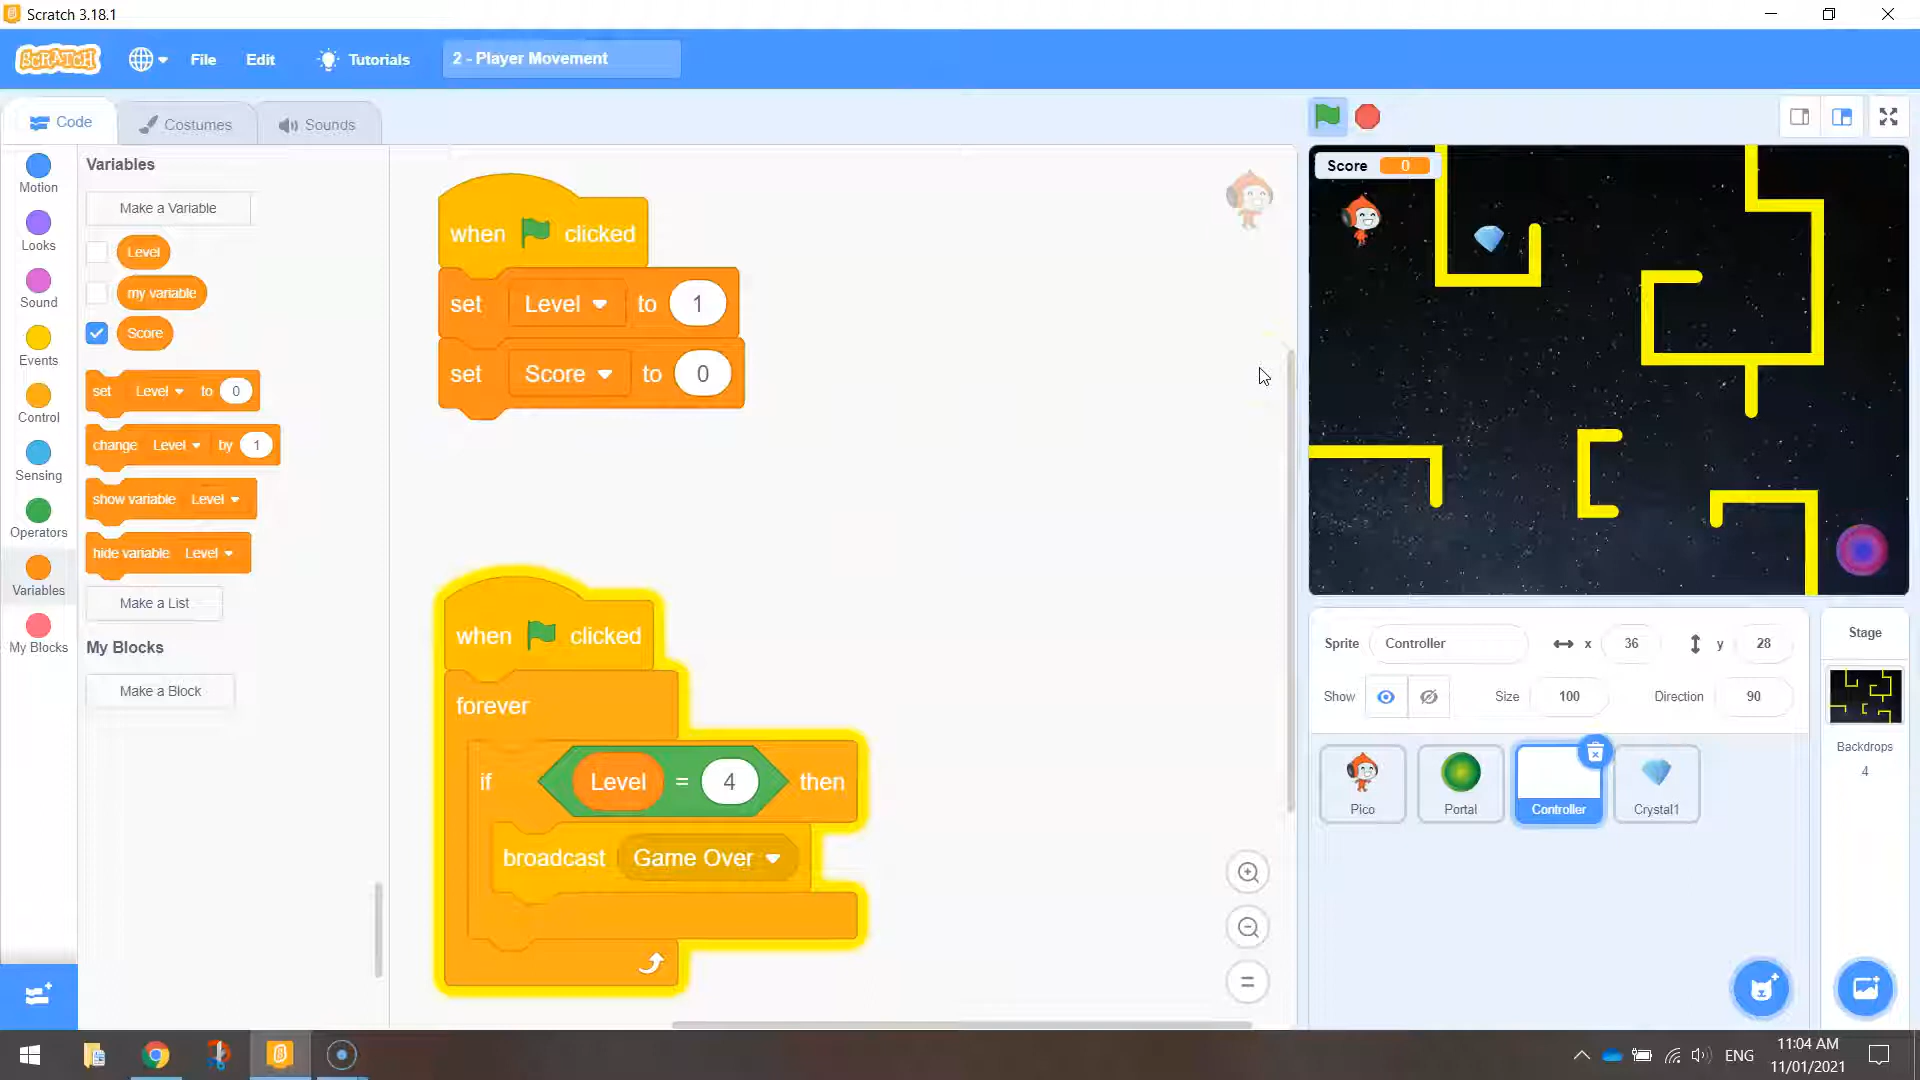 Scratch 3.18.1
SCRATCH
File
Edit
Tutorials
2 - Player Movement
Code
Costumes
Sounds
Motion
Looks
Sound
Events
Control
Sensing
Operators
Variables
My Blocks
Variables
Make a Variable
Level
my variable
Score
set Level to 0
change Level by 1
show variable Level
hide variable Level
Make a List
My Blocks
Make a Block
when clicked
set Level to 1
set Score to 0
when clicked
forever
if Level = 4 then
broadcast Game Over
Score 0
Sprite Controller x 36 y 28
Show Size 100 Direction 90
Pico
Portal
Controller
Crystal1
Stage
Backdrops
4
ENG
11:04 AM
11/01/2021